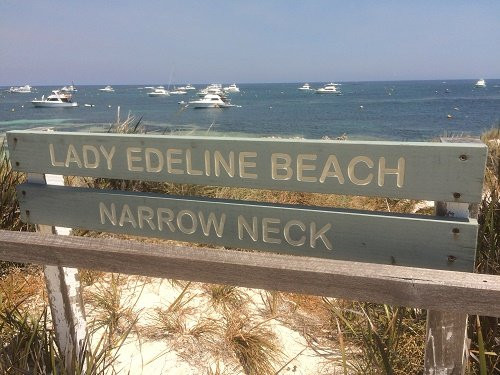 LADY EDELINE BEACH
NARROW NECK